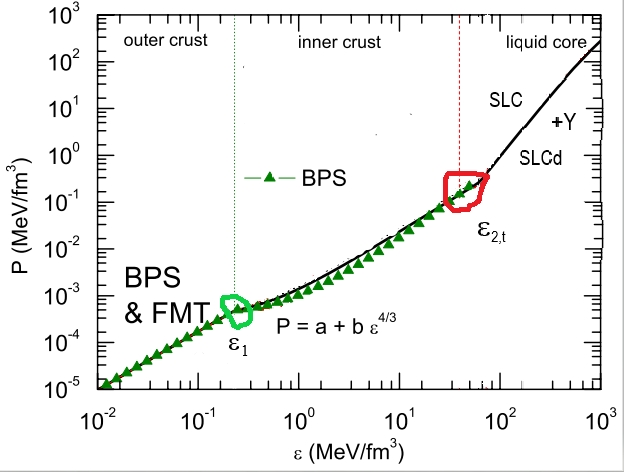 10³
10²
10¹
10⁰
10⁻¹
10⁻²
10⁻³
10⁻⁴
10⁻⁵
P (MeV/fm³)
outer crust
inner crust
liquid core
SLC
+Y
SLCd
BPS
ε₂,ₜ
BPS
& FMT
ε₁
P = a + b ε⁴ᐟ³
10⁻² 10⁻¹ 10⁰ 10¹ 10² 10³
ε (MeV/fm³)